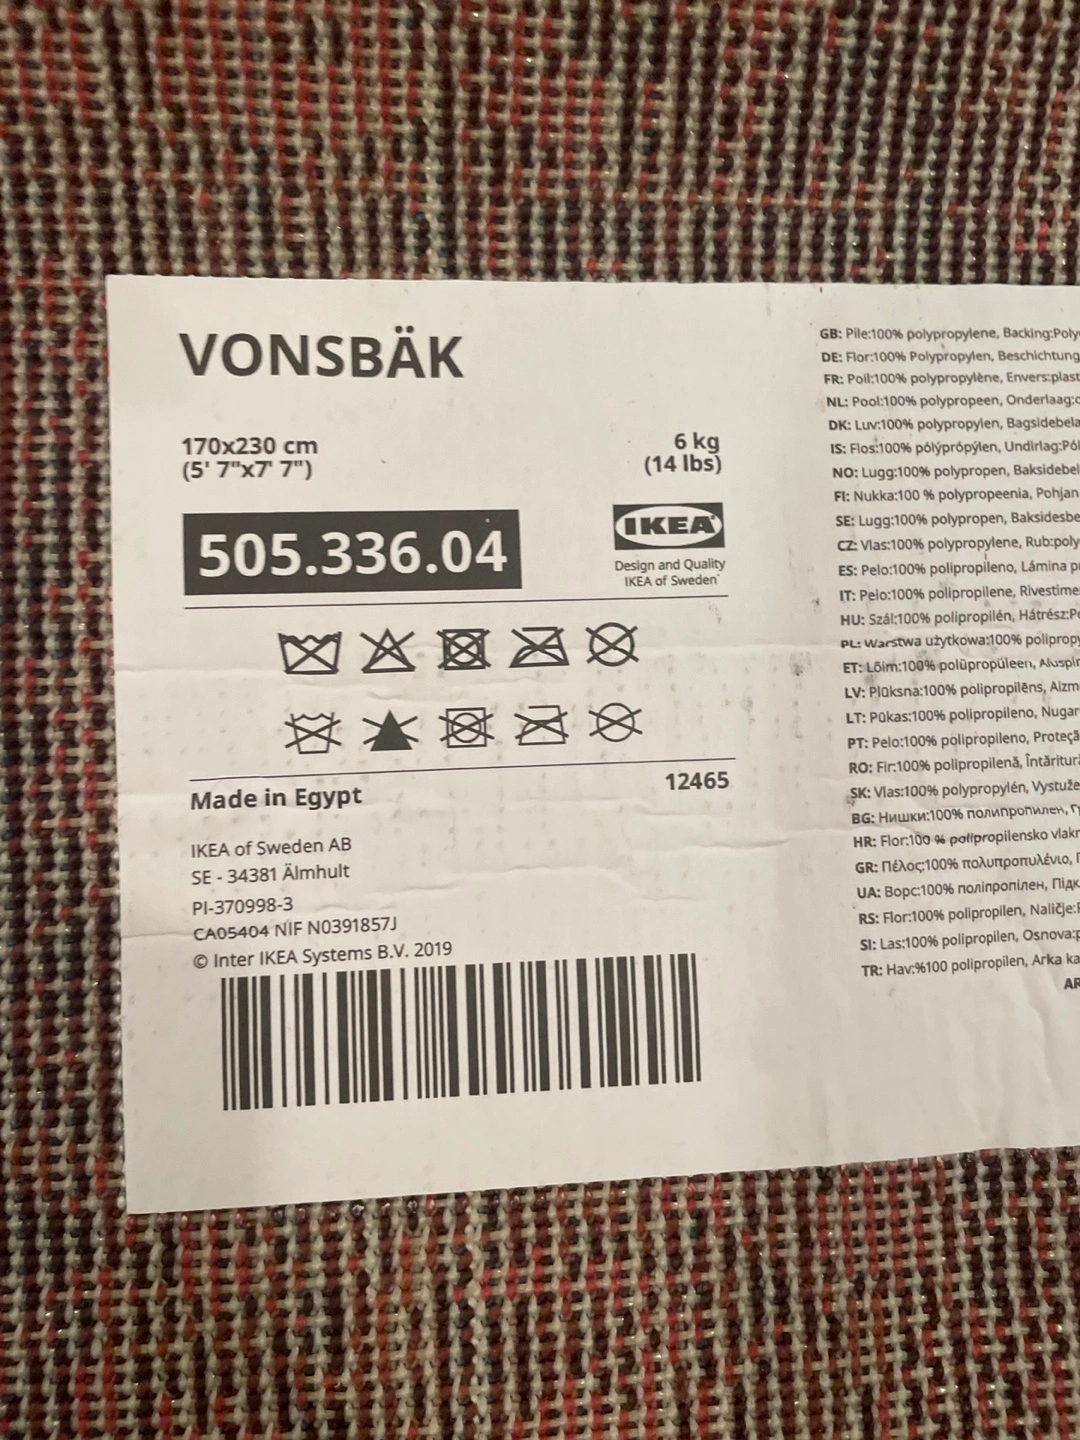 VONSBÄK
170x230 cm
(5' 7"x7' 7")
6 kg
(14 lbs)
505.336.04
IKEA
Design and Quality
IKEA of Sweden
Made in Egypt
12465
IKEA of Sweden AB
SE - 34381 Älmhult
PI-370998-3
CA05404 NIF N0391857J
© Inter IKEA Systems B.V. 2019
GB: Pile:100% polypropylene, Backing:Poly
DE: Flor:100% Polypropylen, Beschichtung
FR: Poil:100% polypropylène, Envers:plast
NL: Pool:100% polypropeen, Onderlaag:
DK: Luv:100% polypropylen, Bagsidebela
IS: Flos:100% pólýprópýlen, Undirlag:Pól
NO: Lugg:100% polypropen, Baksidebel
FI: Nukka:100 % polypropeenia, Pohjan
SE: Lugg:100% polypropen, Baksidesbe
CZ: Vlas:100% polypropylene, Rub:poly
ES: Pelo:100% polipropileno, Lámina p
IT: Pelo:100% polipropilene, Rivestime
HU: Szál:100% polipropilén, Hátrész:P
PL: Warstwa użytkowa:100% polipropy
ET: Lõim:100% polüpropüleen, Aluspin
LV: Plūksna:100% polipropilēns, Aizm
LT: Pūkas:100% polipropileno, Nugar
PT: Pelo:100% polipropileno, Proteçã
RO: Fir:100% polipropilenă, Întăritur
SK: Vlas:100% polypropylén, Vystuže
BG: Нишки:100% полипропилен, Г
HR: Flor:100 % polipropilensko vlakn
GR: Πέλος:100% πολυπροπυλένιο, Π
UA: Ворс:100% поліпропілен, Підк
RS: Flor:100% polipropilen, Naličje:
SI: Las:100% polipropilen, Osnova:p
TR: Hav:%100 polipropilen, Arka ka
AR